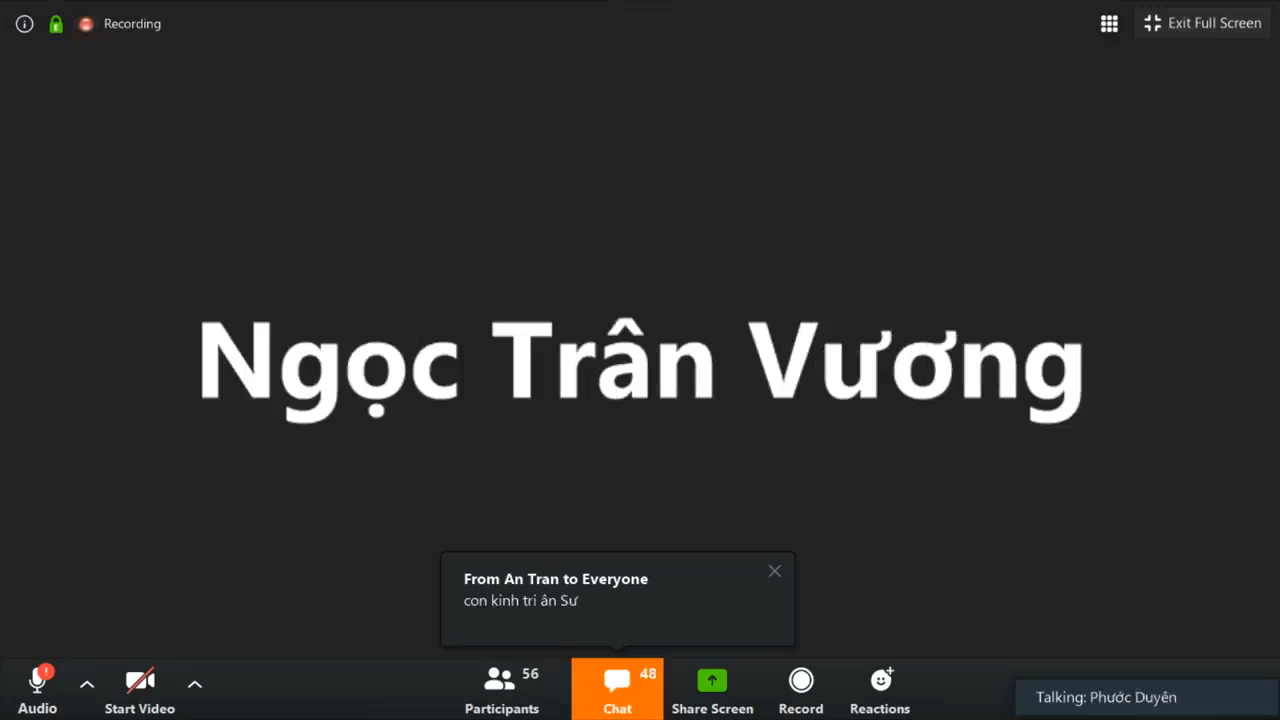 Recording
Exit Full Screen
Ngọc Trân Vương
From An Tran to Everyone
con kinh tri ân Sư
56
48
Audio
Start Video
Participants
Chat
Share Screen
Record
Reactions
Talking: Phước Duyên